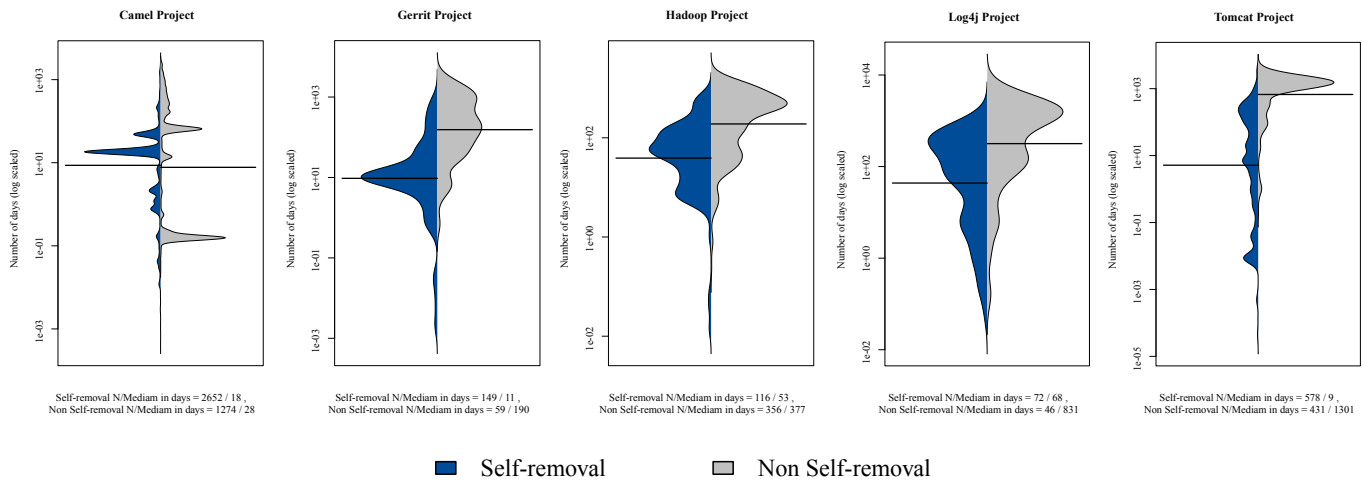 Camel Project
Gerrit Project
Hadoop Project
Log4j Project
Tomcat Project
Number of days (log scaled)
1e+03
1e+01
1e-01
1e-03
Number of days (log scaled)
1e+03
1e+01
1e-01
1e-03
Number of days (log scaled)
1e+02
1e+00
1e-02
Number of days (log scaled)
1e+04
1e+02
1e+00
1e-02
Number of days (log scaled)
1e+03
1e+01
1e-01
1e-03
1e-05
Self-removal N/Mediam in days = 2652 / 18 ,
Non Self-removal N/Mediam in days = 1274 / 28
Self-removal N/Mediam in days = 149 / 11 ,
Non Self-removal N/Mediam in days = 59 / 190
Self-removal N/Mediam in days = 116 / 53 ,
Non Self-removal N/Mediam in days = 356 / 377
Self-removal N/Mediam in days = 72 / 68 ,
Non Self-removal N/Mediam in days = 46 / 831
Self-removal N/Mediam in days = 578 / 9 ,
Non Self-removal N/Mediam in days = 431 / 1301
Self-removal
Non Self-removal